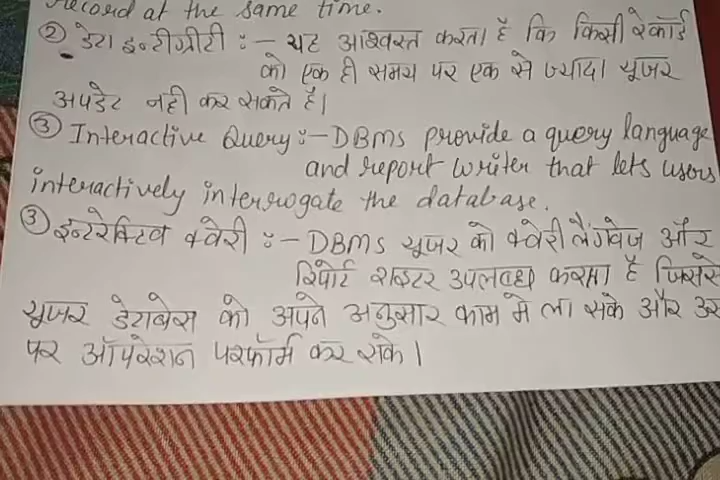 record at the same time.
② डेटा इन्टीग्रीटी :- यह आश्वस्त करता है कि किसी रेकॉर्ड
को एक ही समय पर एक से ज्यादा यूजर
अपडेट नही कर सकते है।
③ Interactive Query:- DBMS provide a query language
and report writer that lets users
interactively interrogate the database.
③ इन्टरेक्टिव क्वेरी :- DBMS यूजर को क्वेरी लैंगवेज और
रिपोर्ट राइटर उपलब्ध करता है जिससे
यूजर डेटाबेस को अपने अनुसार काम मे ला सके और उस
पर ऑपरेशन परफॉर्म कर सके।